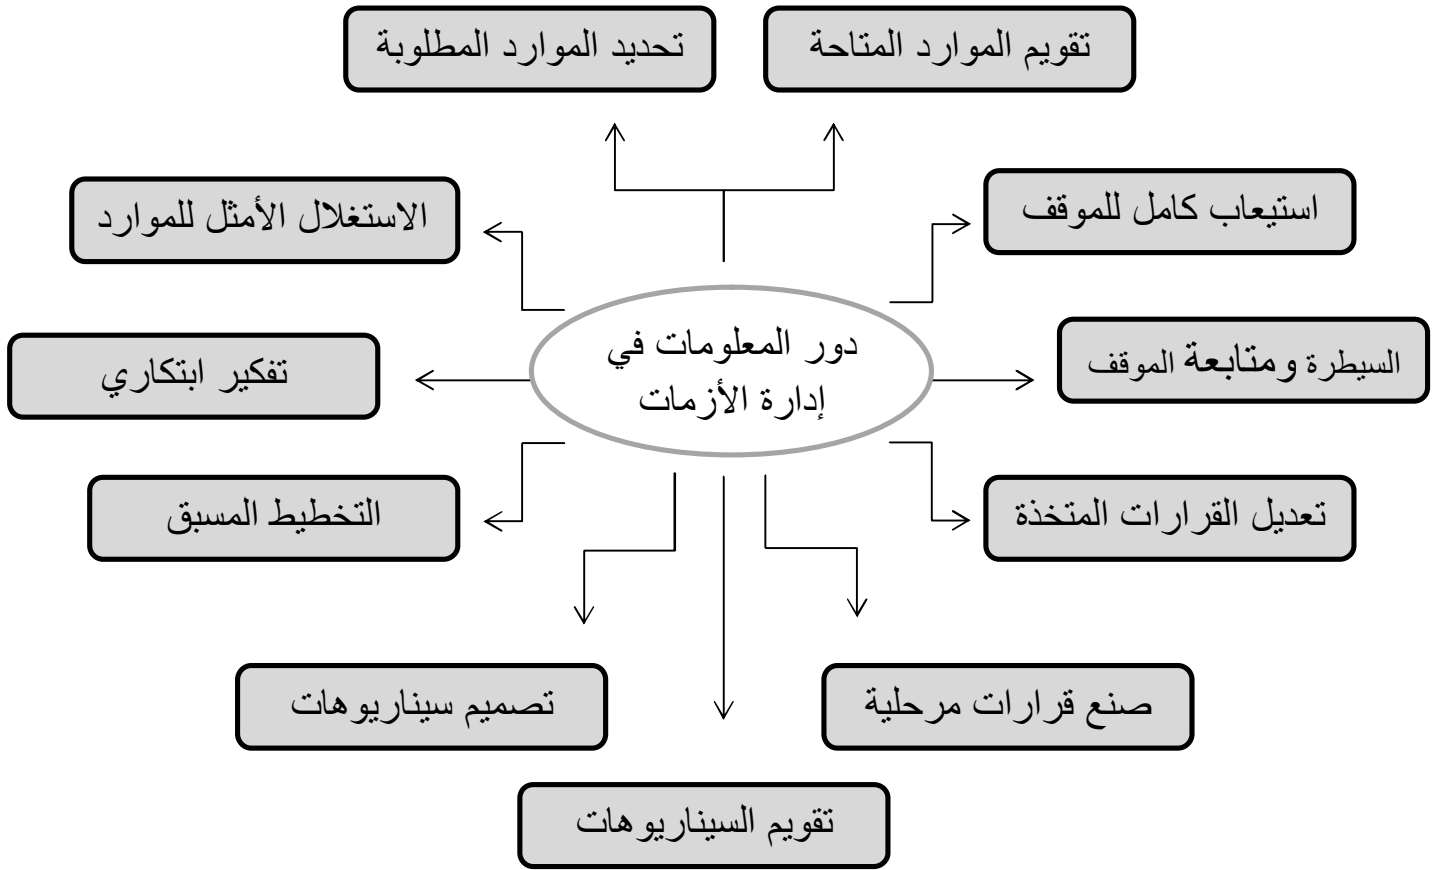 تقويم الموارد المتاحة
تحديد الموارد المطلوبة
استيعاب كامل للموقف
الاستغلال الأمثل للموارد
السيطرة ومتابعة الموقف
دور المعلومات في
إدارة الأزمات
تفكير ابتكاري
تعديل القرارات المتخذة
التخطيط المسبق
صنع قرارات مرحلية
تصميم سيناريوهات
تقويم السيناريوهات